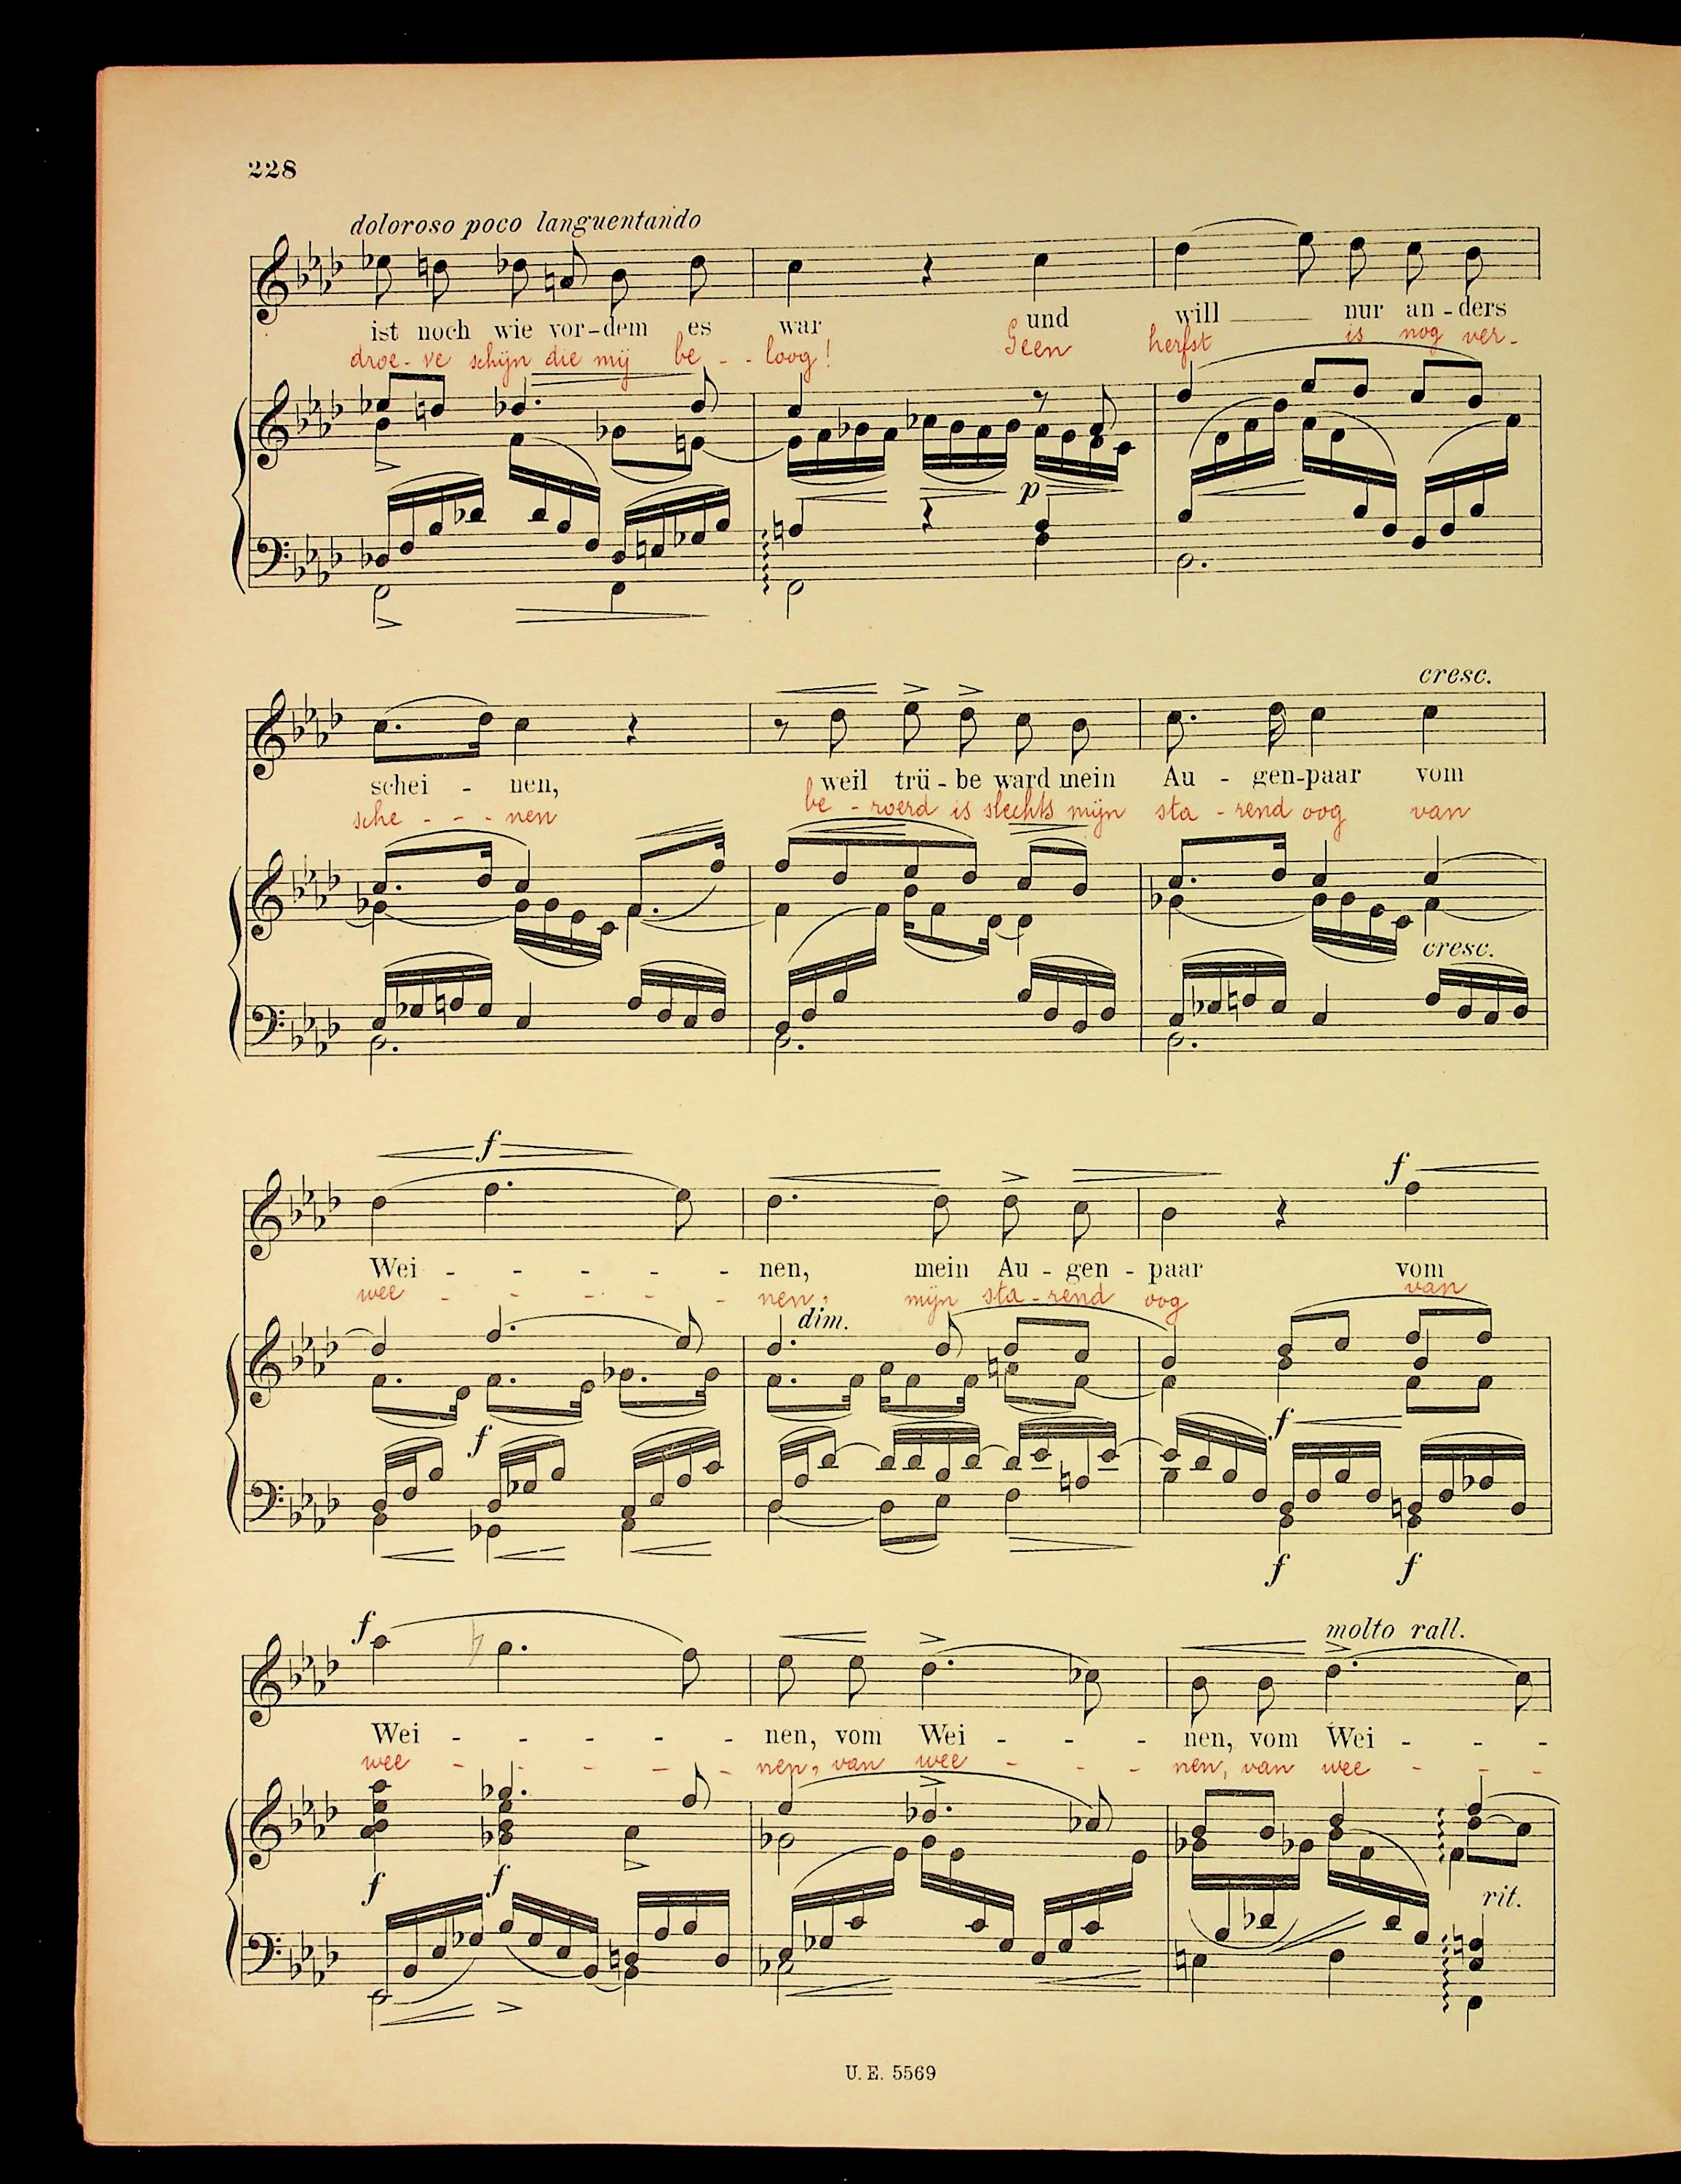 228
doloroso poco languentando
ist noch wie vor-dem es war und will nur an-ders
droe-ve schijn die mij be--loog! Geen herfst is nog ver-
p
cresc.
schei - nen, weil trü-be ward mein Au - gen-paar vom
sche - - - nen be-roerd is slechts mijn sta-rend oog van
cresc.
f f
Wei - - - - - nen, mein Au - gen - paar vom
wee - - - - - nen, mijn sta-rend oog van
dim.
f f
f f
f molto rall.
Wei - - - - - nen, vom Wei - - - nen, vom Wei - - -
wee - - - - - nen, van wee - - - nen, van wee - - -
f f rit.
U. E. 5569